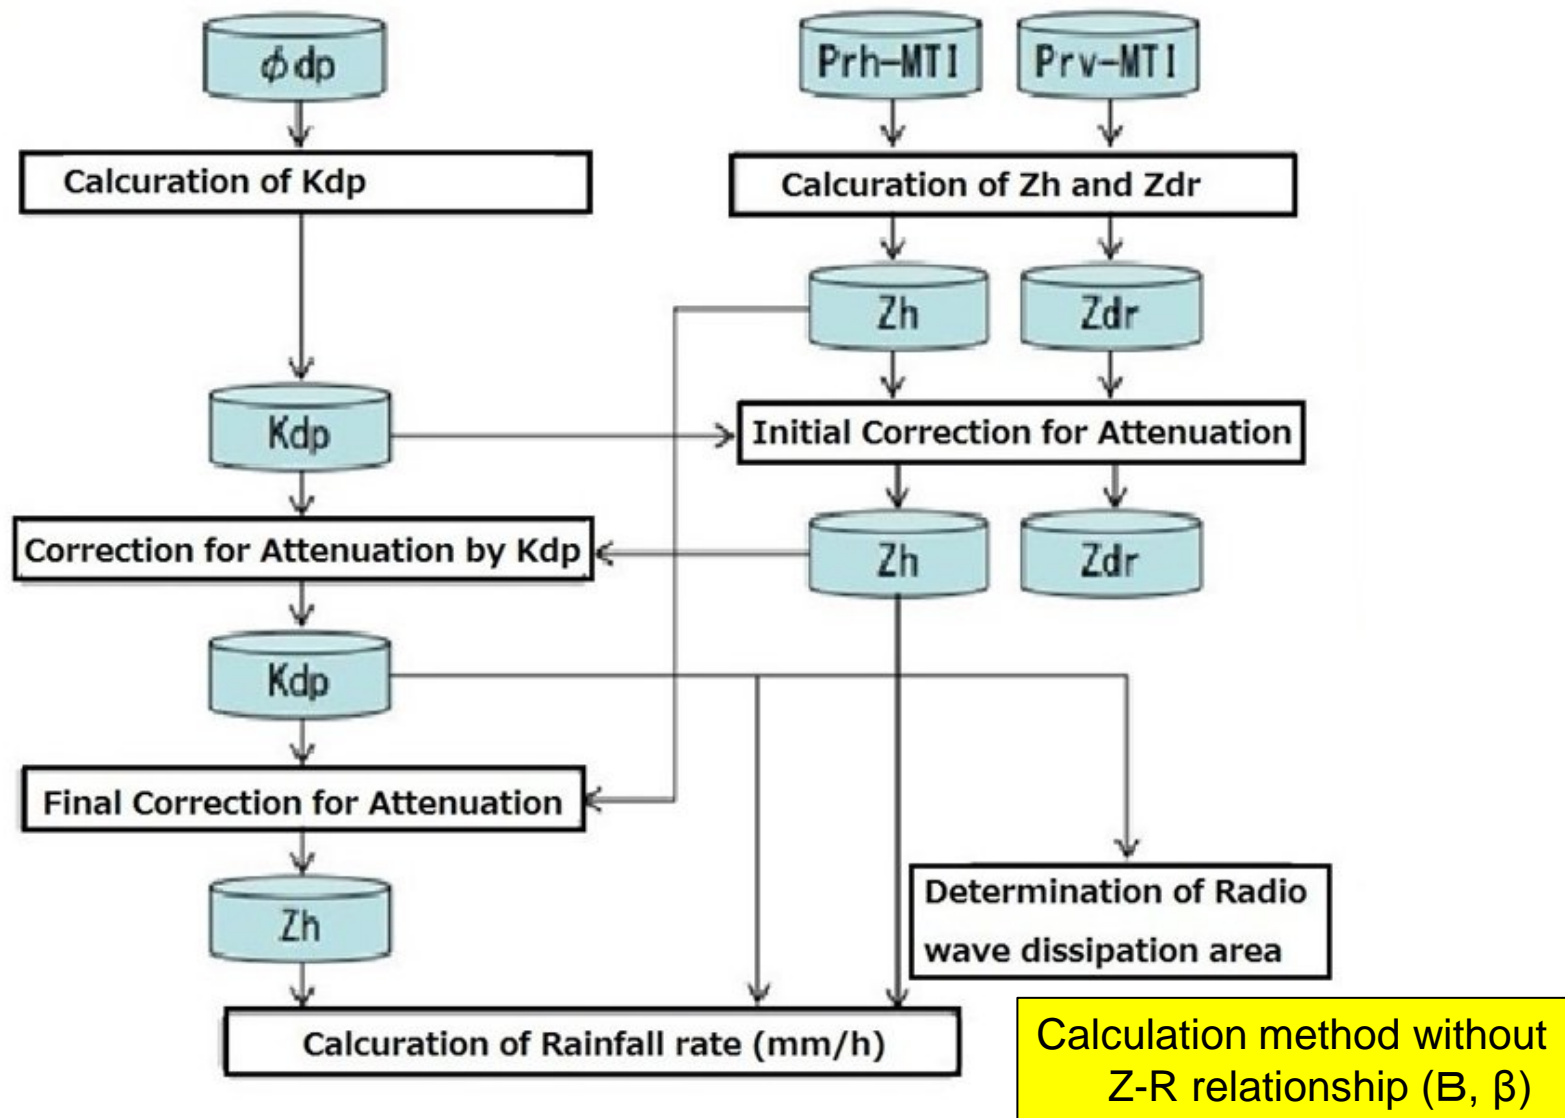 ϕdp
Prh-MTI
Prv-MTI
Calcuration of Kdp
Calcuration of Zh and Zdr
Zh
Zdr
Kdp
Initial Correction for Attenuation
Correction for Attenuation by Kdp
Zh
Zdr
Kdp
Final Correction for Attenuation
Zh
Determination of Radio
wave dissipation area
Calcuration of Rainfall rate (mm/h)
Calculation method without
Z-R relationship (B, β)